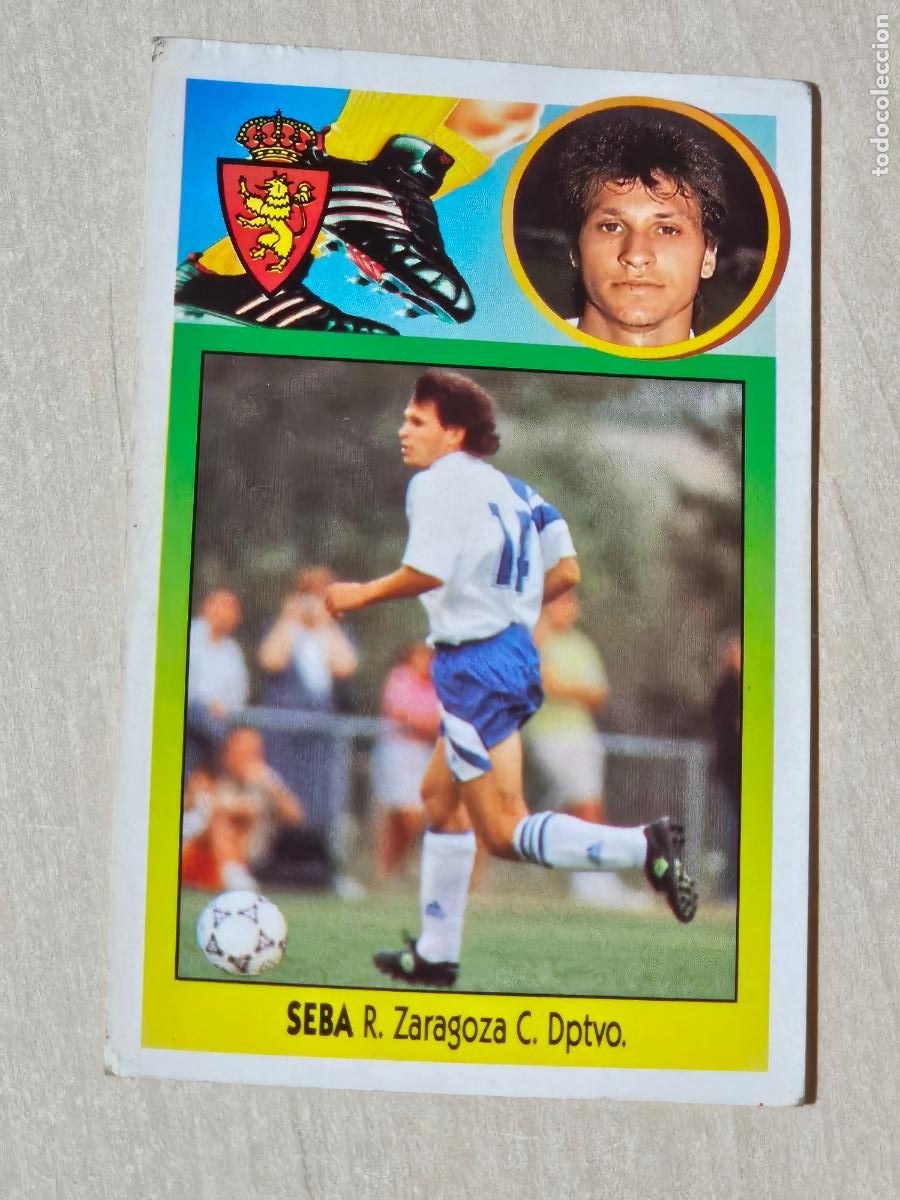 todocoleccion
SEBA R. Zaragoza C. Dptvo.